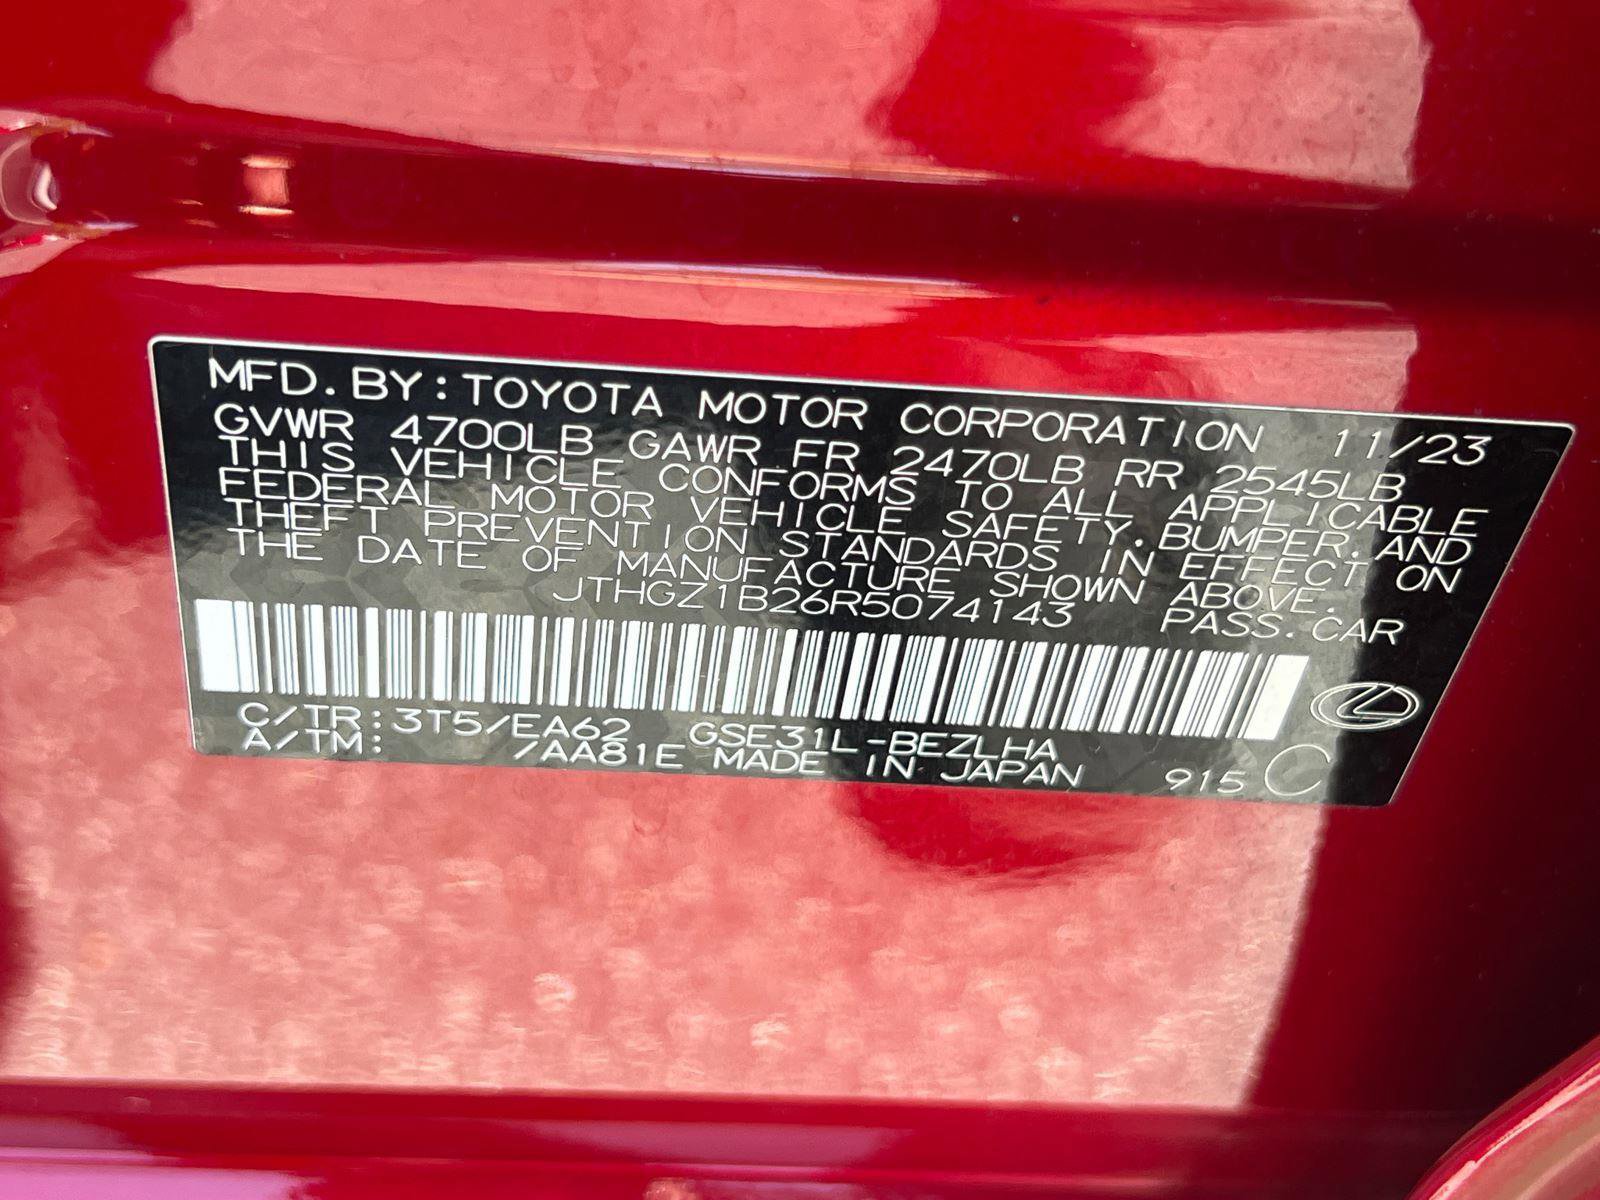 MFD. BY: TOYOTA MOTOR CORPORATION 11/23
GVWR 4700LB GAWR FR 2470LB RR 2545LB
THIS VEHICLE CONFORMS TO ALL APPLICABLE
FEDERAL MOTOR VEHICLE SAFETY. BUMPER. AND
THEFT PREVENTION STANDARDS IN EFFECT ON
THE DATE OF MANUFACTURE SHOWN ABOVE.
JTHGZ1B26R5074143 PASS. CAR
C/TR: 3T5/EA62 GSE31L-BEZLHA
A/TM: /AA81E MADE IN JAPAN 915 C